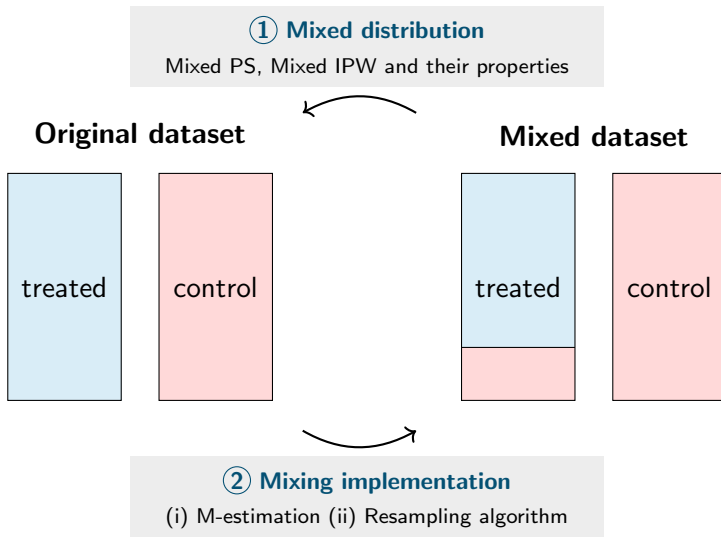 ① Mixed distribution
Mixed PS, Mixed IPW and their properties
Original dataset
Mixed dataset
treated
control
treated
control
② Mixing implementation
(i) M-estimation (ii) Resampling algorithm